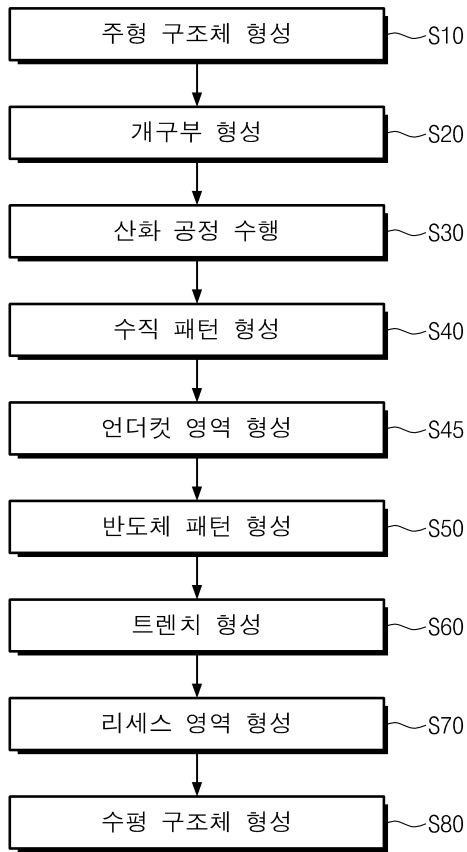 주형 구조체 형성 S10
개구부 형성 S20
산화 공정 수행 S30
수직 패턴 형성 S40
언더컷 영역 형성 S45
반도체 패턴 형성 S50
트렌치 형성 S60
리세스 영역 형성 S70
수평 구조체 형성 S80